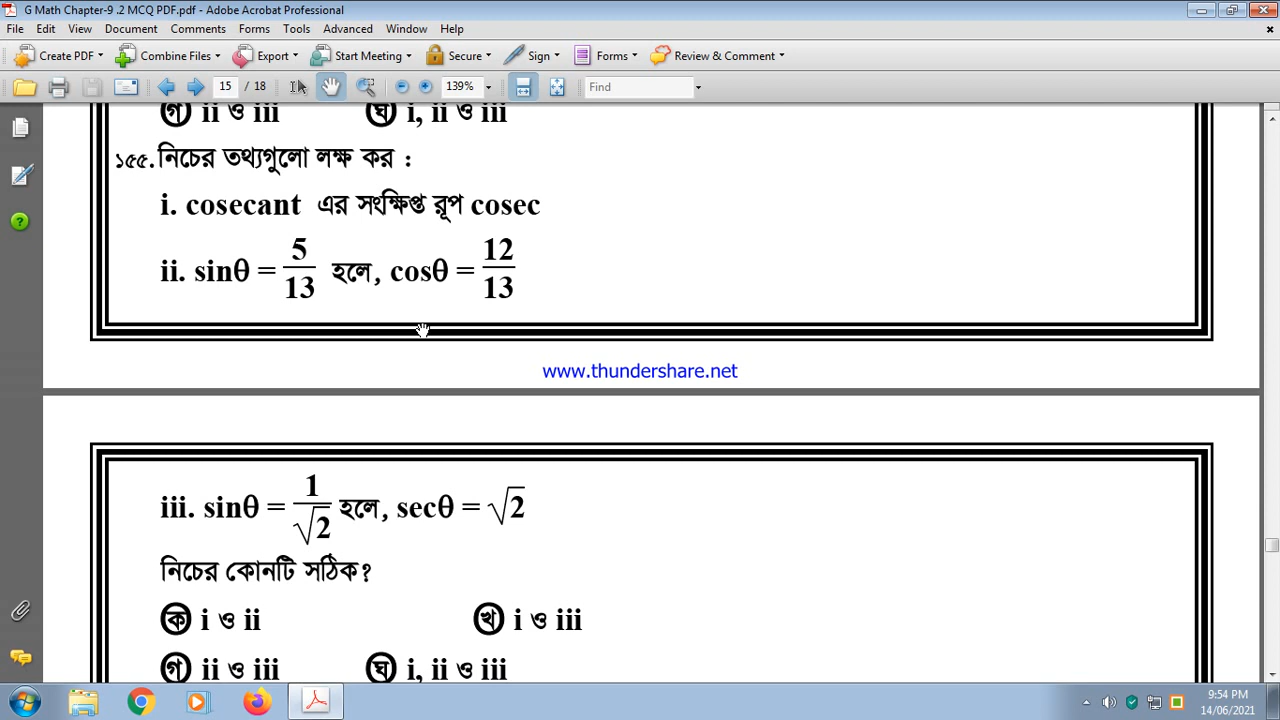 G Math Chapter-9 .2 MCQ PDF.pdf - Adobe Acrobat Professional
File Edit View Document Comments Forms Tools Advanced Window Help
Create PDF Combine Files Export Start Meeting Secure Sign Forms Review & Comment
15 / 18 139% Find
গ ii ও iii ঘ i, ii ও iii
১৫৫. নিচের তথ্যগুলো লক্ষ কর :
i. cosecant এর সংক্ষিপ্ত রূপ cosec
ii. sinθ = 5/13 হলে, cosθ = 12/13
www.thundershare.net
iii. sinθ = 1/√2 হলে, secθ = √2
নিচের কোনটি সঠিক?
ক i ও ii খ i ও iii
গ ii ও iii ঘ i, ii ও iii
9:54 PM
14/06/2021